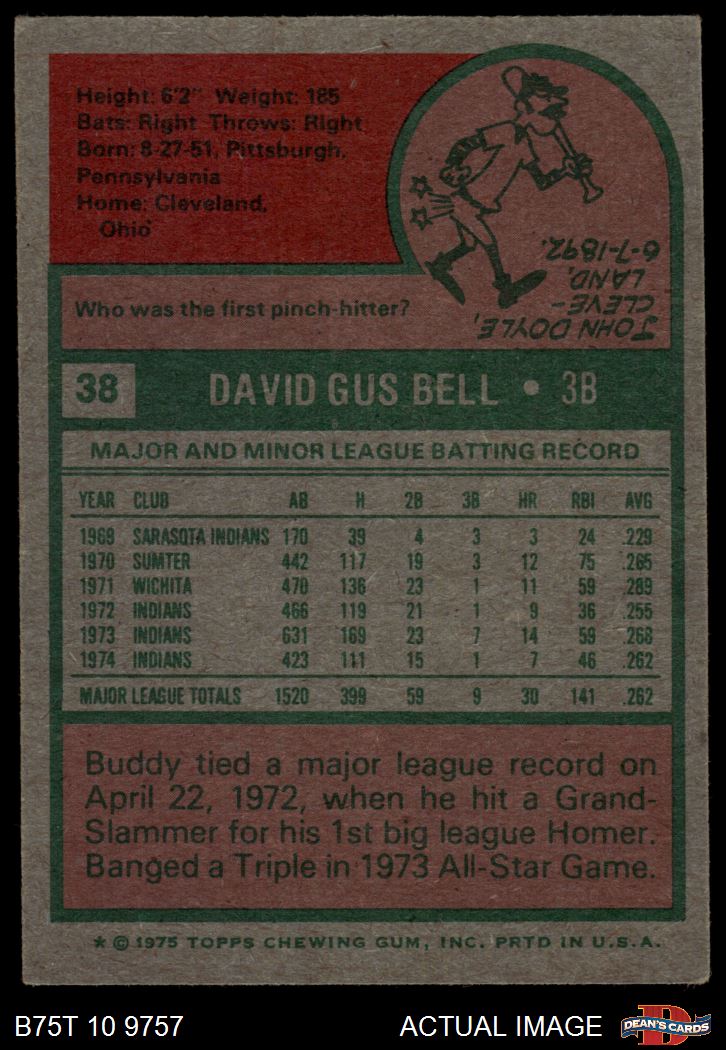 Height: 6'2" Weight: 185
Bats: Right Throws: Right
Born: 8-27-51, Pittsburgh,
Pennsylvania
Home: Cleveland,
Ohio
Who was the first pinch-hitter?
JOHN DOYLE,
CLEVE-
LAND,
6-7-1892.
38 DAVID GUS BELL • 3B
MAJOR AND MINOR LEAGUE BATTING RECORD
YEAR CLUB AB H 2B 3B HR RBI AVG
1969 SARASOTA INDIANS 170 39 4 3 3 24 .229
1970 SUMTER 442 117 19 3 12 75 .265
1971 WICHITA 470 136 23 1 11 59 .289
1972 INDIANS 466 119 21 1 9 36 .255
1973 INDIANS 631 169 23 7 14 59 .268
1974 INDIANS 423 111 15 1 7 46 .262
MAJOR LEAGUE TOTALS 1520 399 59 9 30 141 .262
Buddy tied a major league record on
April 22, 1972, when he hit a Grand-
Slammer for his 1st big league Homer.
Banged a Triple in 1973 All-Star Game.
* © 1975 TOPPS CHEWING GUM, INC. PRTD IN U.S.A.
B75T 10 9757 ACTUAL IMAGE
DEAN'S CARDS